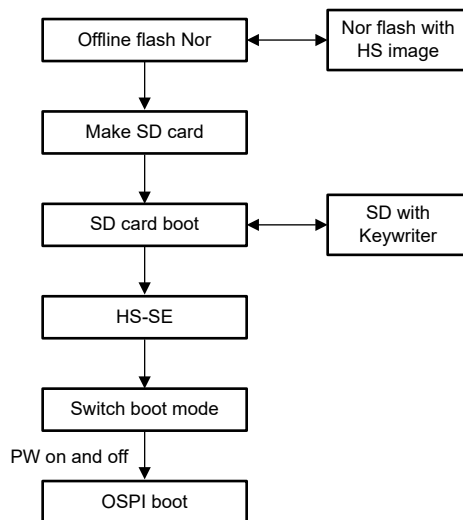 Offline flash Nor
Nor flash with
HS image
Make SD card
SD card boot
SD with
Keywriter
HS-SE
Switch boot mode
PW on and off
OSPI boot